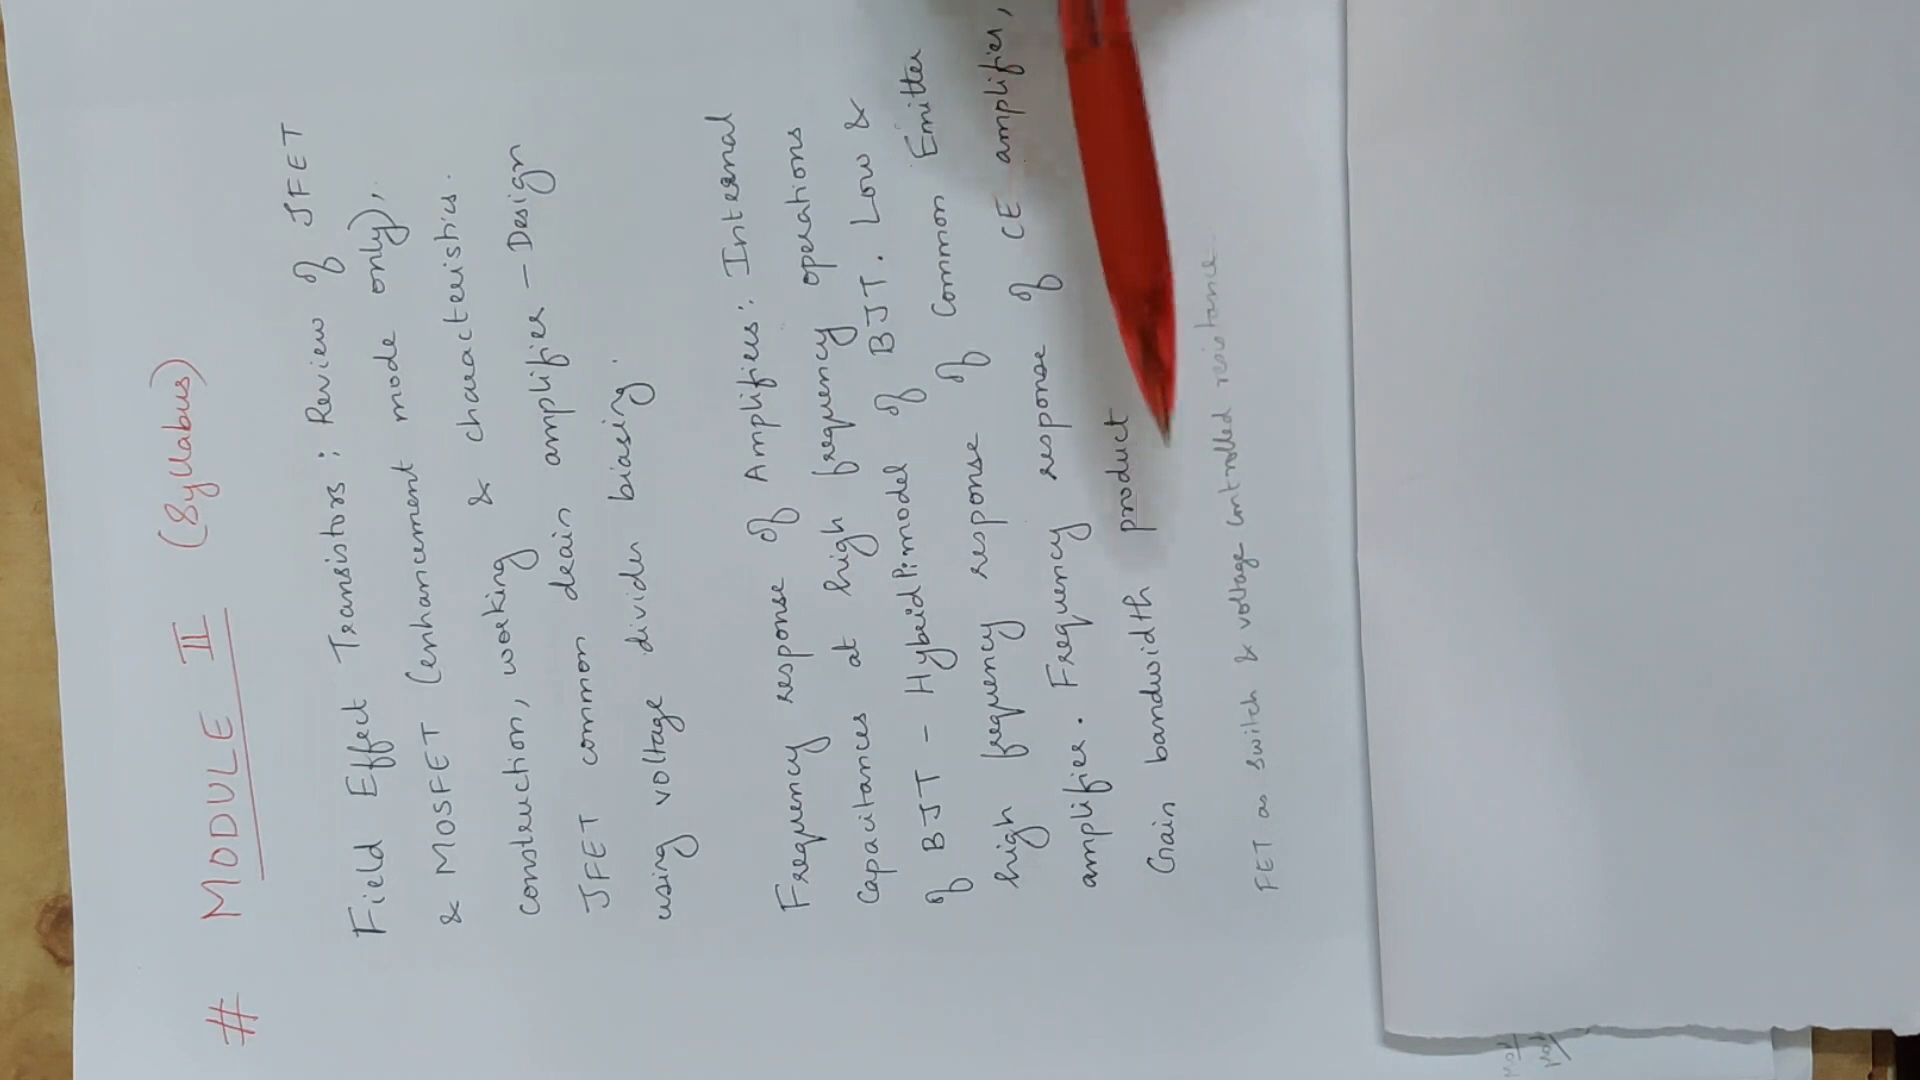 # MODULE II (Syllabus)
Field Effect Transistors: Review of JFET
& MOSFET (enhancement mode only),
construction, working & characteristics.
JFET common drain amplifier - Design
using voltage divider biasing.
Frequency response of Amplifiers: Internal
Capacitances at high frequency operations
of BJT - Hybrid Pi model of BJT. Low &
high frequency response of Common Emitter
amplifier. Frequency response of CE amplifier,
Gain bandwidth product
FET as switch & voltage controlled resistance